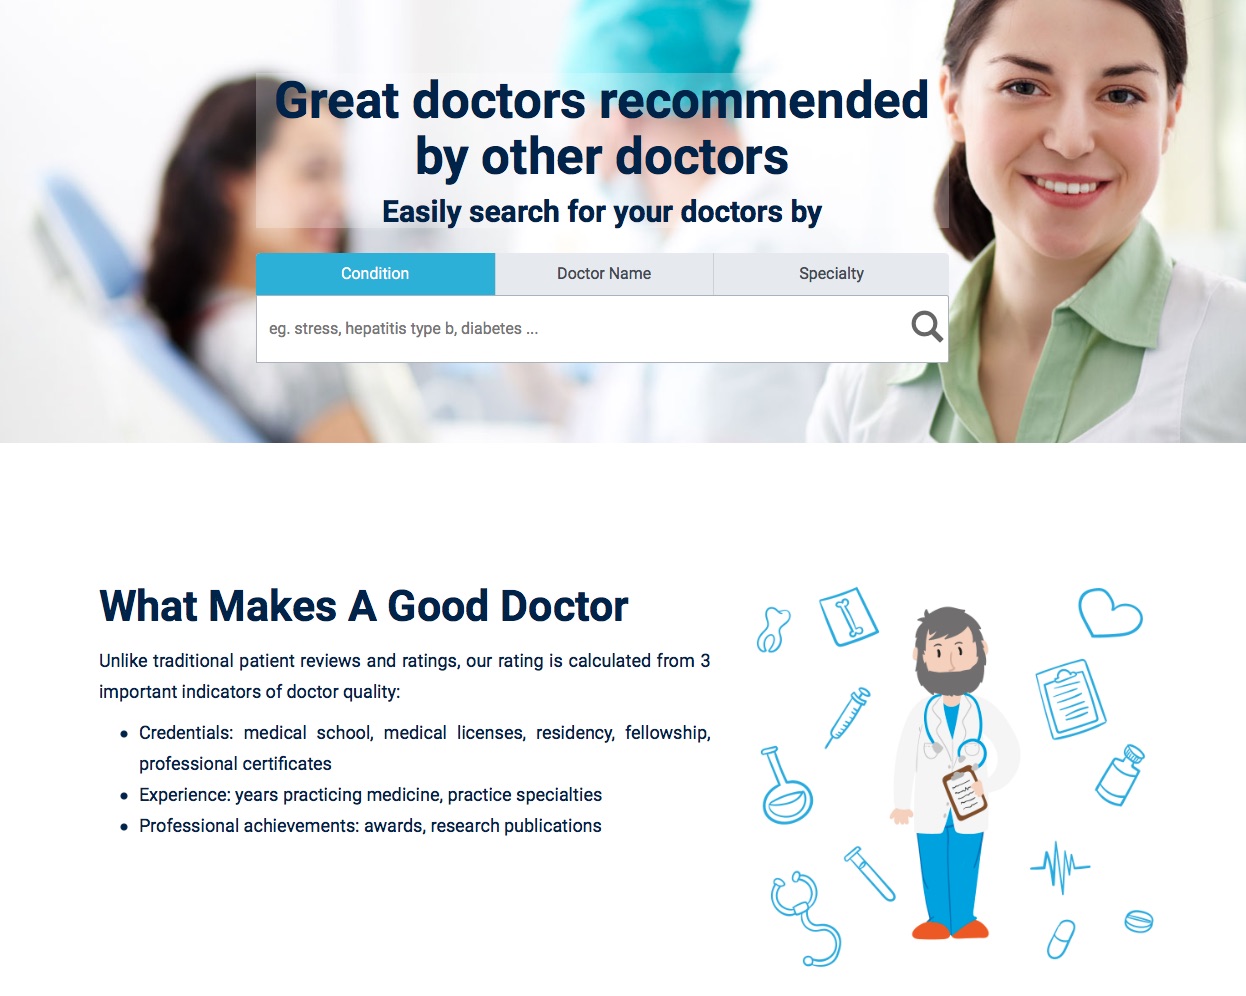 Great doctors recommended
by other doctors
Easily search for your doctors by
Condition
Doctor Name
Specialty
eg. stress, hepatitis type b, diabetes ...
What Makes A Good Doctor
Unlike traditional patient reviews and ratings, our rating is calculated from 3
important indicators of doctor quality:
• Credentials: medical school, medical licenses, residency, fellowship,
professional certificates
• Experience: years practicing medicine, practice specialties
• Professional achievements: awards, research publications